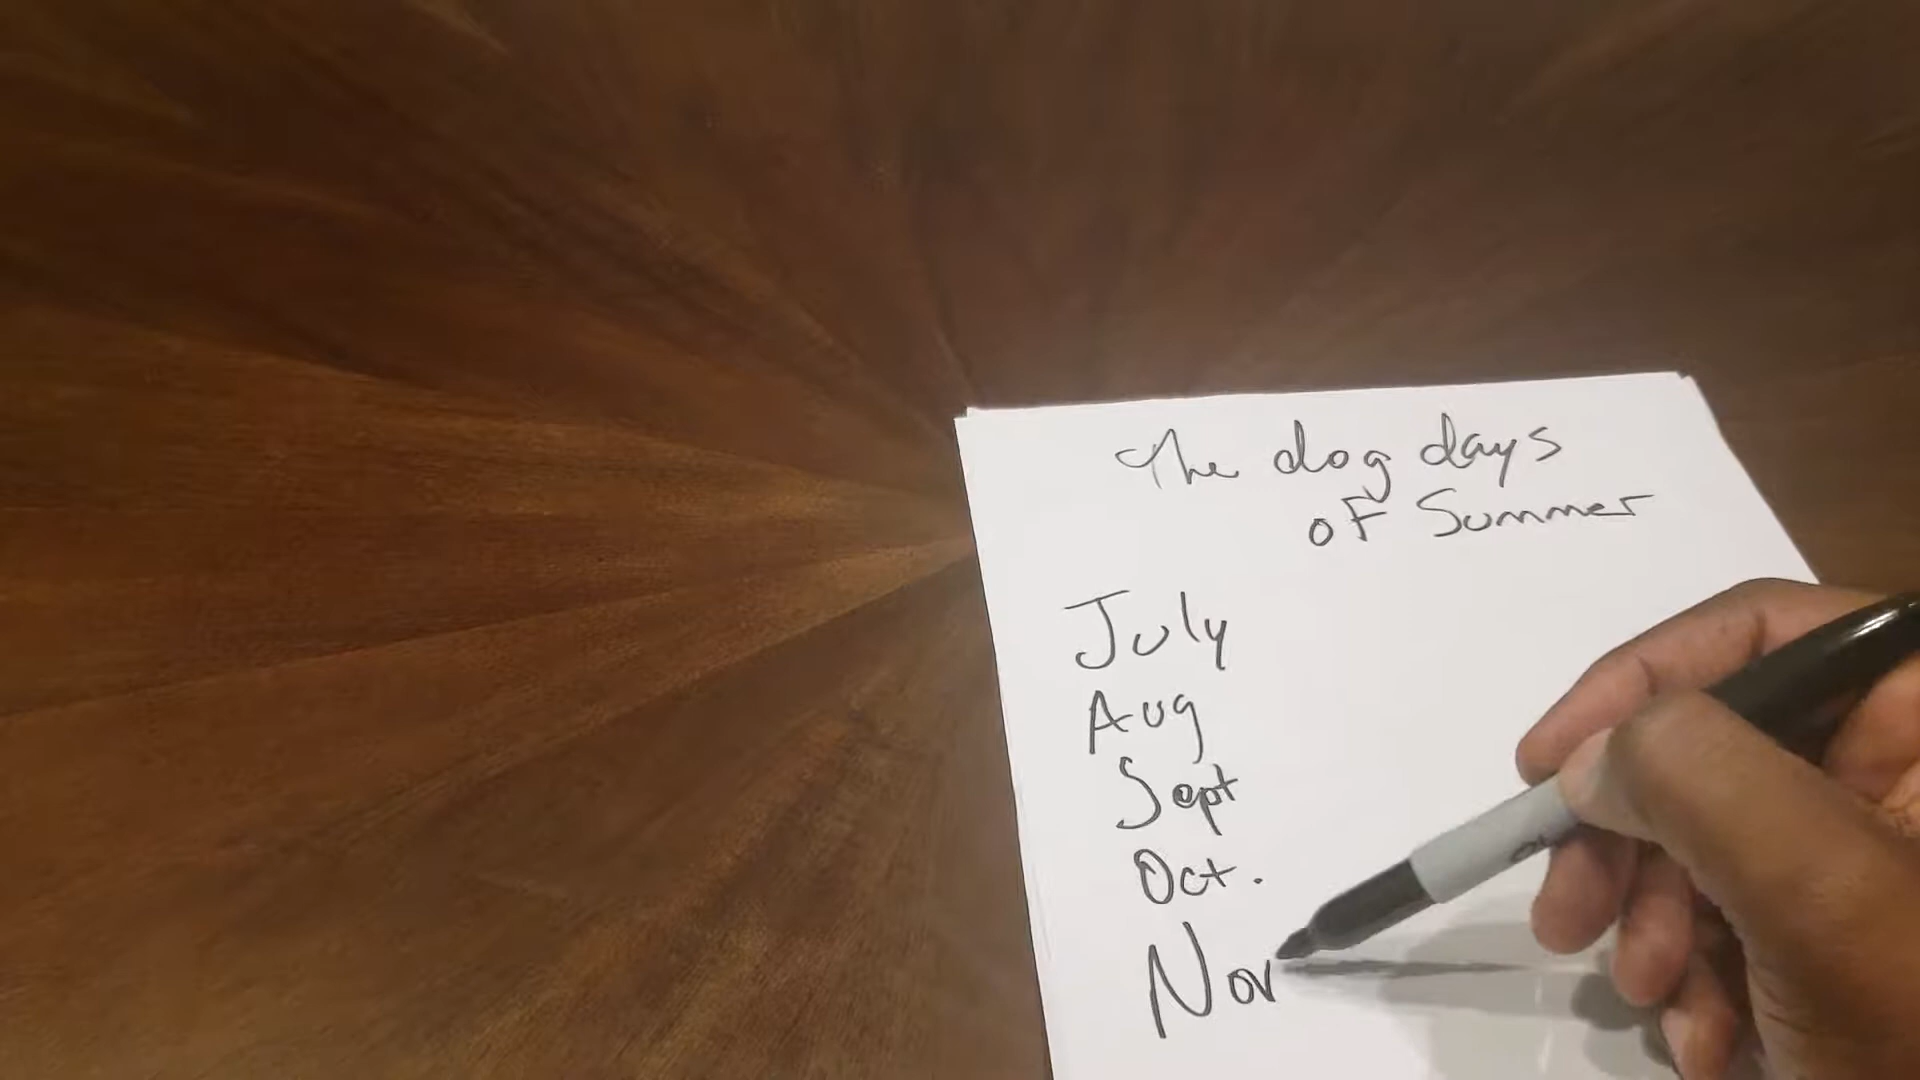 The dog days
of Summer
July
Aug
Sept
Oct.
Nov